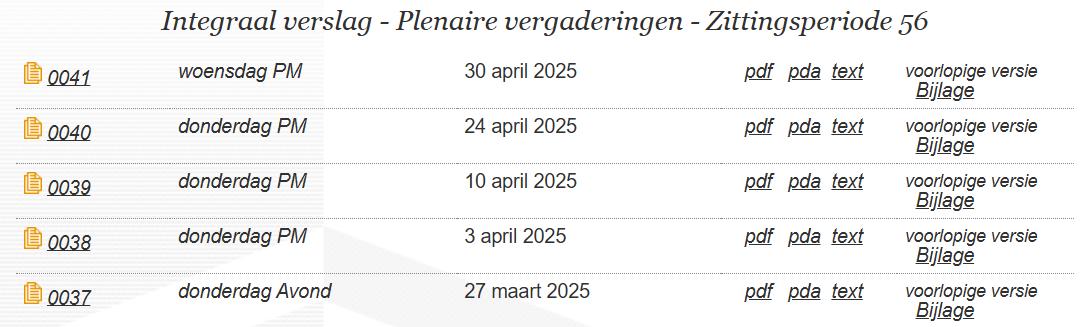 Integraal verslag - Plenaire vergaderingen - Zittingsperiode 56
0041 woensdag PM 30 april 2025 pdf pda text voorlopige versie
Bijlage
0040 donderdag PM 24 april 2025 pdf pda text voorlopige versie
Bijlage
0039 donderdag PM 10 april 2025 pdf pda text voorlopige versie
Bijlage
0038 donderdag PM 3 april 2025 pdf pda text voorlopige versie
Bijlage
0037 donderdag Avond 27 maart 2025 pdf pda text voorlopige versie
Bijlage